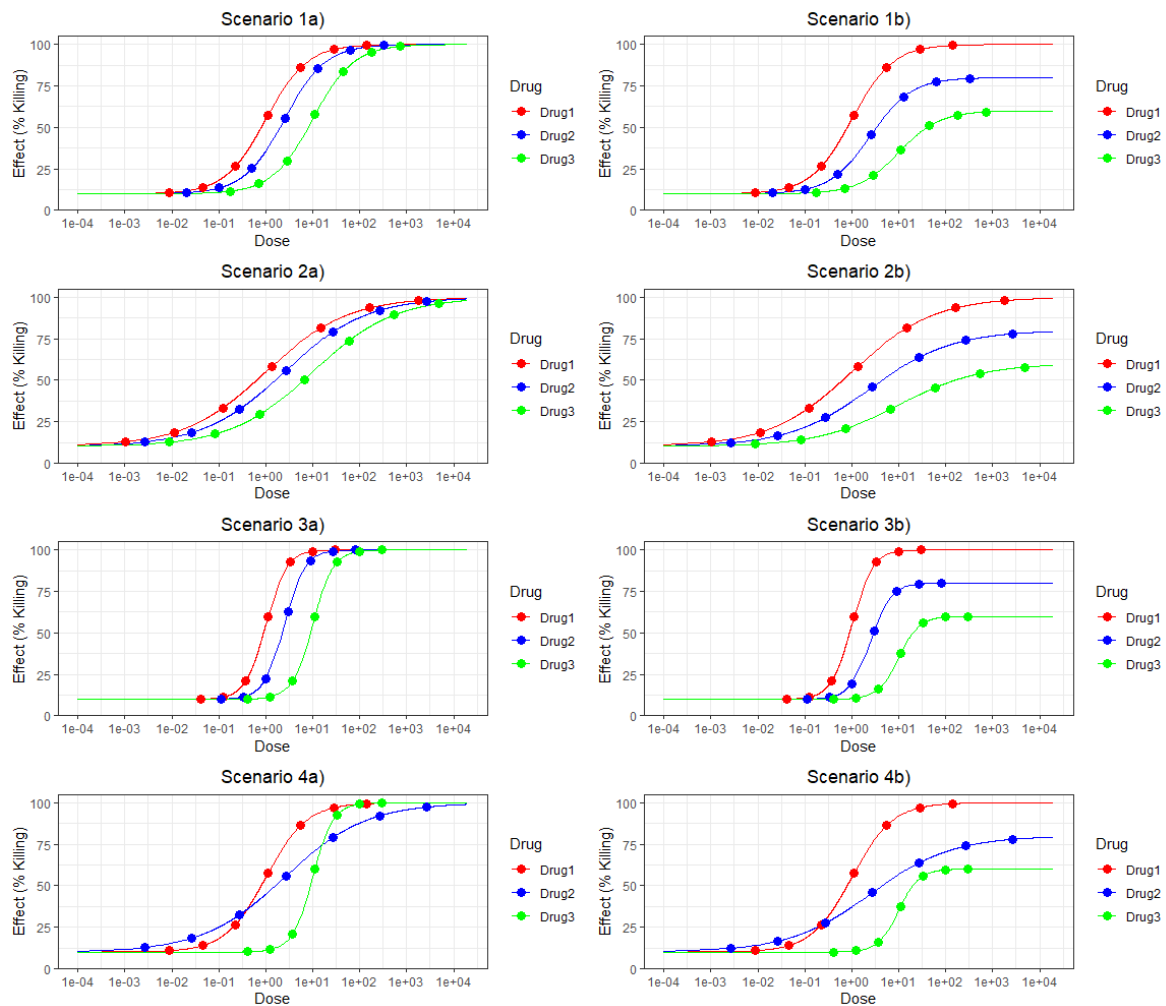 Scenario 1a)
Effect (% Killing)
100
75
50
25
0
1e-04 1e-03 1e-02 1e-01 1e+00 1e+01 1e+02 1e+03 1e+04
Dose
Drug
Drug1
Drug2
Drug3
Scenario 1b)
Effect (% Killing)
100
75
50
25
0
1e-04 1e-03 1e-02 1e-01 1e+00 1e+01 1e+02 1e+03 1e+04
Dose
Drug
Drug1
Drug2
Drug3
Scenario 2a)
Effect (% Killing)
100
75
50
25
0
1e-04 1e-03 1e-02 1e-01 1e+00 1e+01 1e+02 1e+03 1e+04
Dose
Drug
Drug1
Drug2
Drug3
Scenario 2b)
Effect (% Killing)
100
75
50
25
0
1e-04 1e-03 1e-02 1e-01 1e+00 1e+01 1e+02 1e+03 1e+04
Dose
Drug
Drug1
Drug2
Drug3
Scenario 3a)
Effect (% Killing)
100
75
50
25
0
1e-04 1e-03 1e-02 1e-01 1e+00 1e+01 1e+02 1e+03 1e+04
Dose
Drug
Drug1
Drug2
Drug3
Scenario 3b)
Effect (% Killing)
100
75
50
25
0
1e-04 1e-03 1e-02 1e-01 1e+00 1e+01 1e+02 1e+03 1e+04
Dose
Drug
Drug1
Drug2
Drug3
Scenario 4a)
Effect (% Killing)
100
75
50
25
0
1e-04 1e-03 1e-02 1e-01 1e+00 1e+01 1e+02 1e+03 1e+04
Dose
Drug
Drug1
Drug2
Drug3
Scenario 4b)
Effect (% Killing)
100
75
50
25
0
1e-04 1e-03 1e-02 1e-01 1e+00 1e+01 1e+02 1e+03 1e+04
Dose
Drug
Drug1
Drug2
Drug3